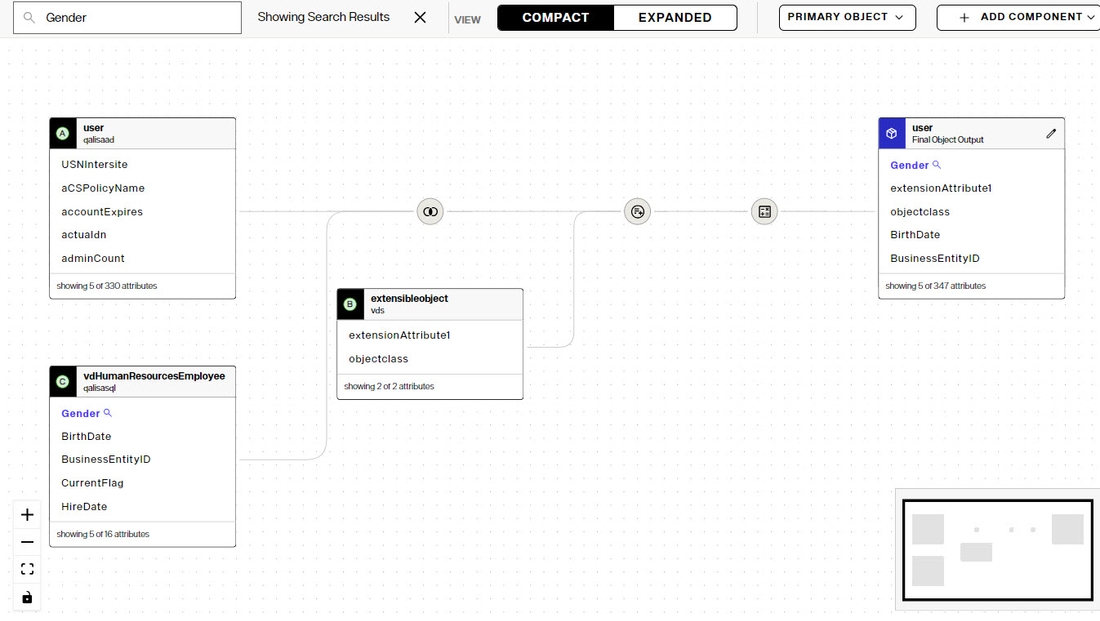 Gender
Showing Search Results
VIEW
COMPACT
EXPANDED
PRIMARY OBJECT
ADD COMPONENT
A
user
qalisaad
USNIntersite
aCSPolicyName
accountExpires
actualdn
adminCount
showing 5 of 330 attributes
B
extensibleobject
vds
extensionAttribute1
objectclass
showing 2 of 2 attributes
C
vdHumanResourcesEmployee
qalisasql
Gender
BirthDate
BusinessEntityID
CurrentFlag
HireDate
showing 5 of 16 attributes
user
Final Object Output
Gender
extensionAttribute1
objectclass
BirthDate
BusinessEntityID
showing 5 of 347 attributes